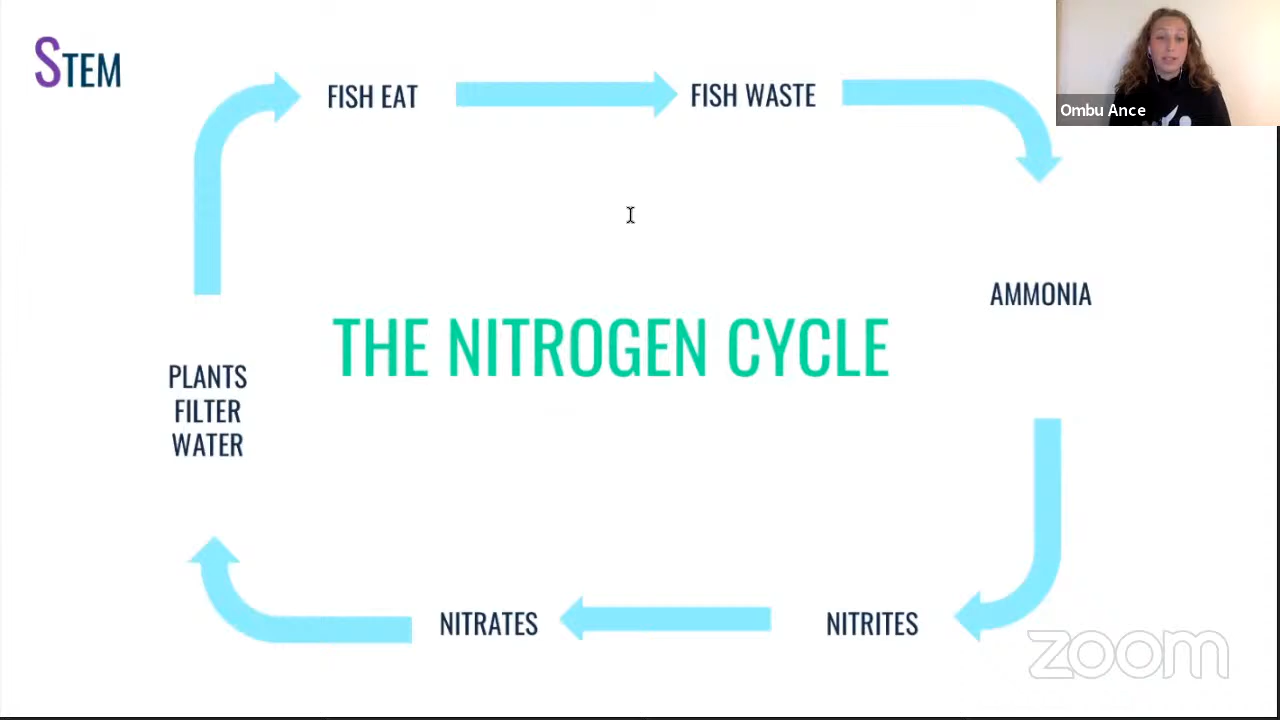 STEM
FISH EAT
FISH WASTE
Ombu Ance
AMMONIA
THE NITROGEN CYCLE
PLANTS
FILTER
WATER
NITRATES
NITRITES
zoom